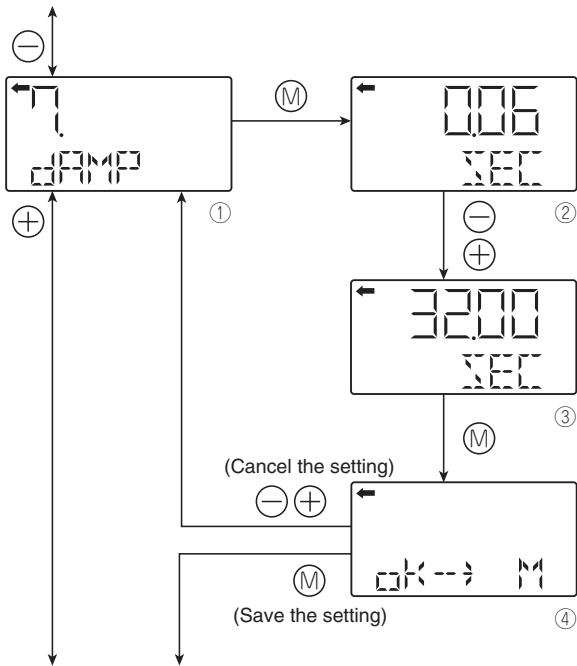 −
7.
dAMP
①
M
0.06
SEC
②
+
−
+
32.00
SEC
③
M
(Cancel the setting)
− +
oK--→ M
④
M
(Save the setting)